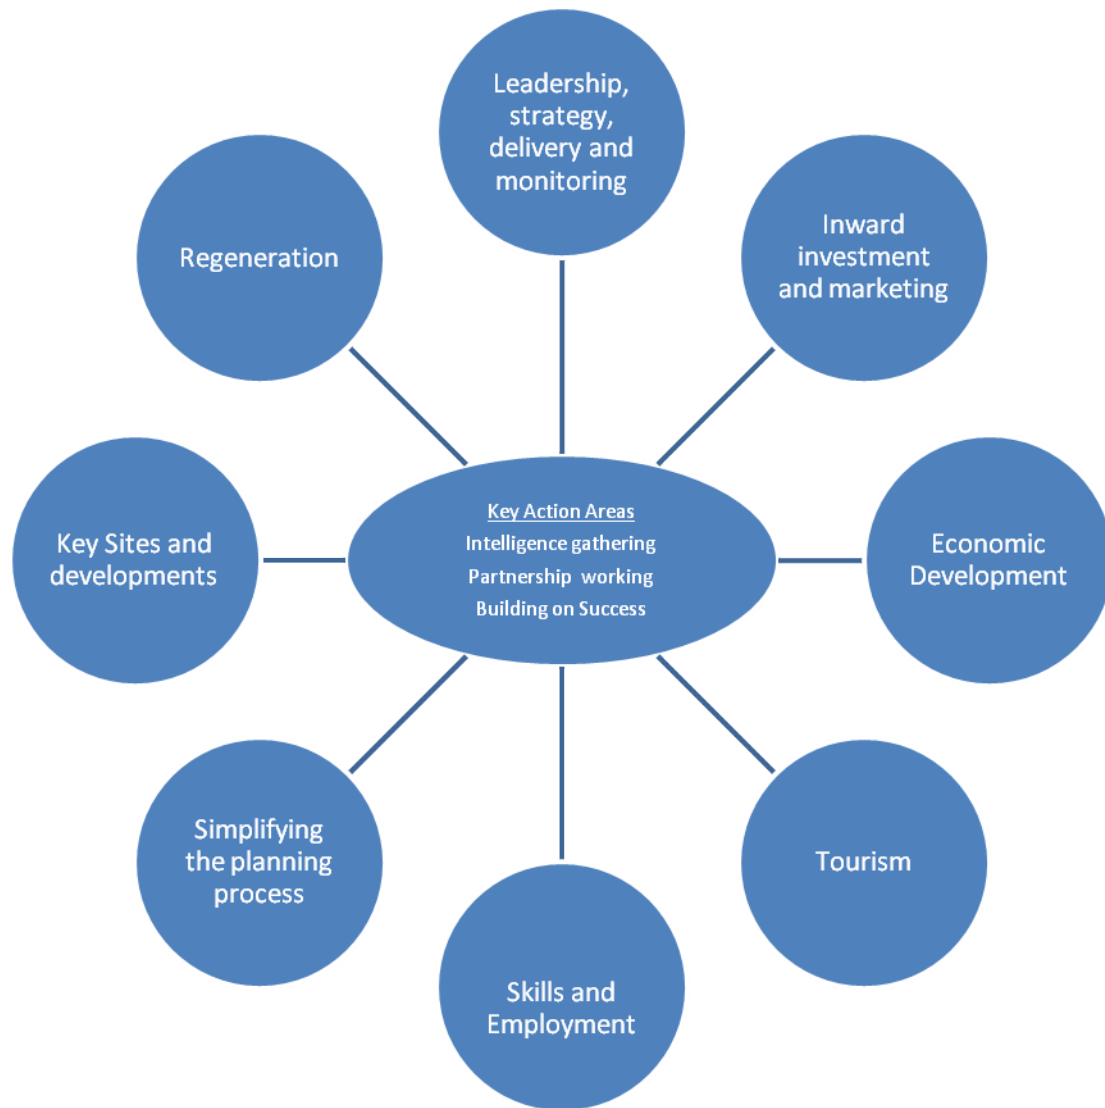 Leadership,
strategy,
delivery and
monitoring
Inward
investment
and marketing
Economic
Development
Tourism
Skills and
Employment
Simplifying
the planning
process
Key Sites and
developments
Regeneration
Key Action Areas
Intelligence gathering
Partnership working
Building on Success